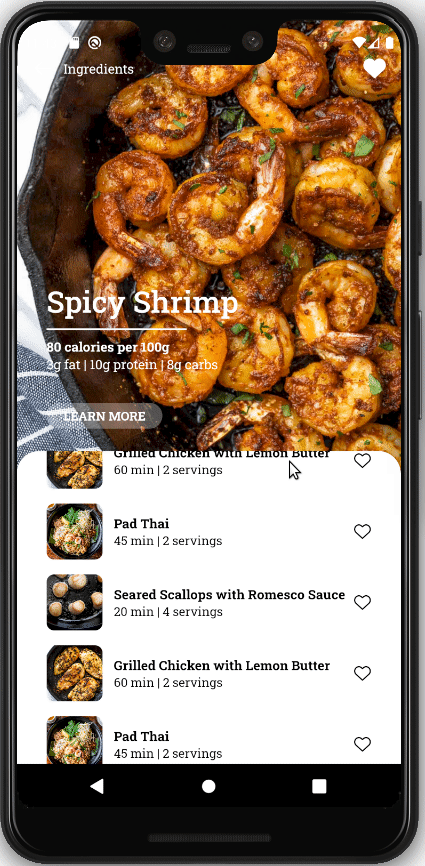 Ingredients
Spicy Shrimp
80 calories per 100g
3g fat | 10g protein | 8g carbs
LEARN MORE
Grilled Chicken with Lemon Butter
60 min | 2 servings
Pad Thai
45 min | 2 servings
Seared Scallops with Romesco Sauce
20 min | 4 servings
Grilled Chicken with Lemon Butter
60 min | 2 servings
Pad Thai
45 min | 2 servings